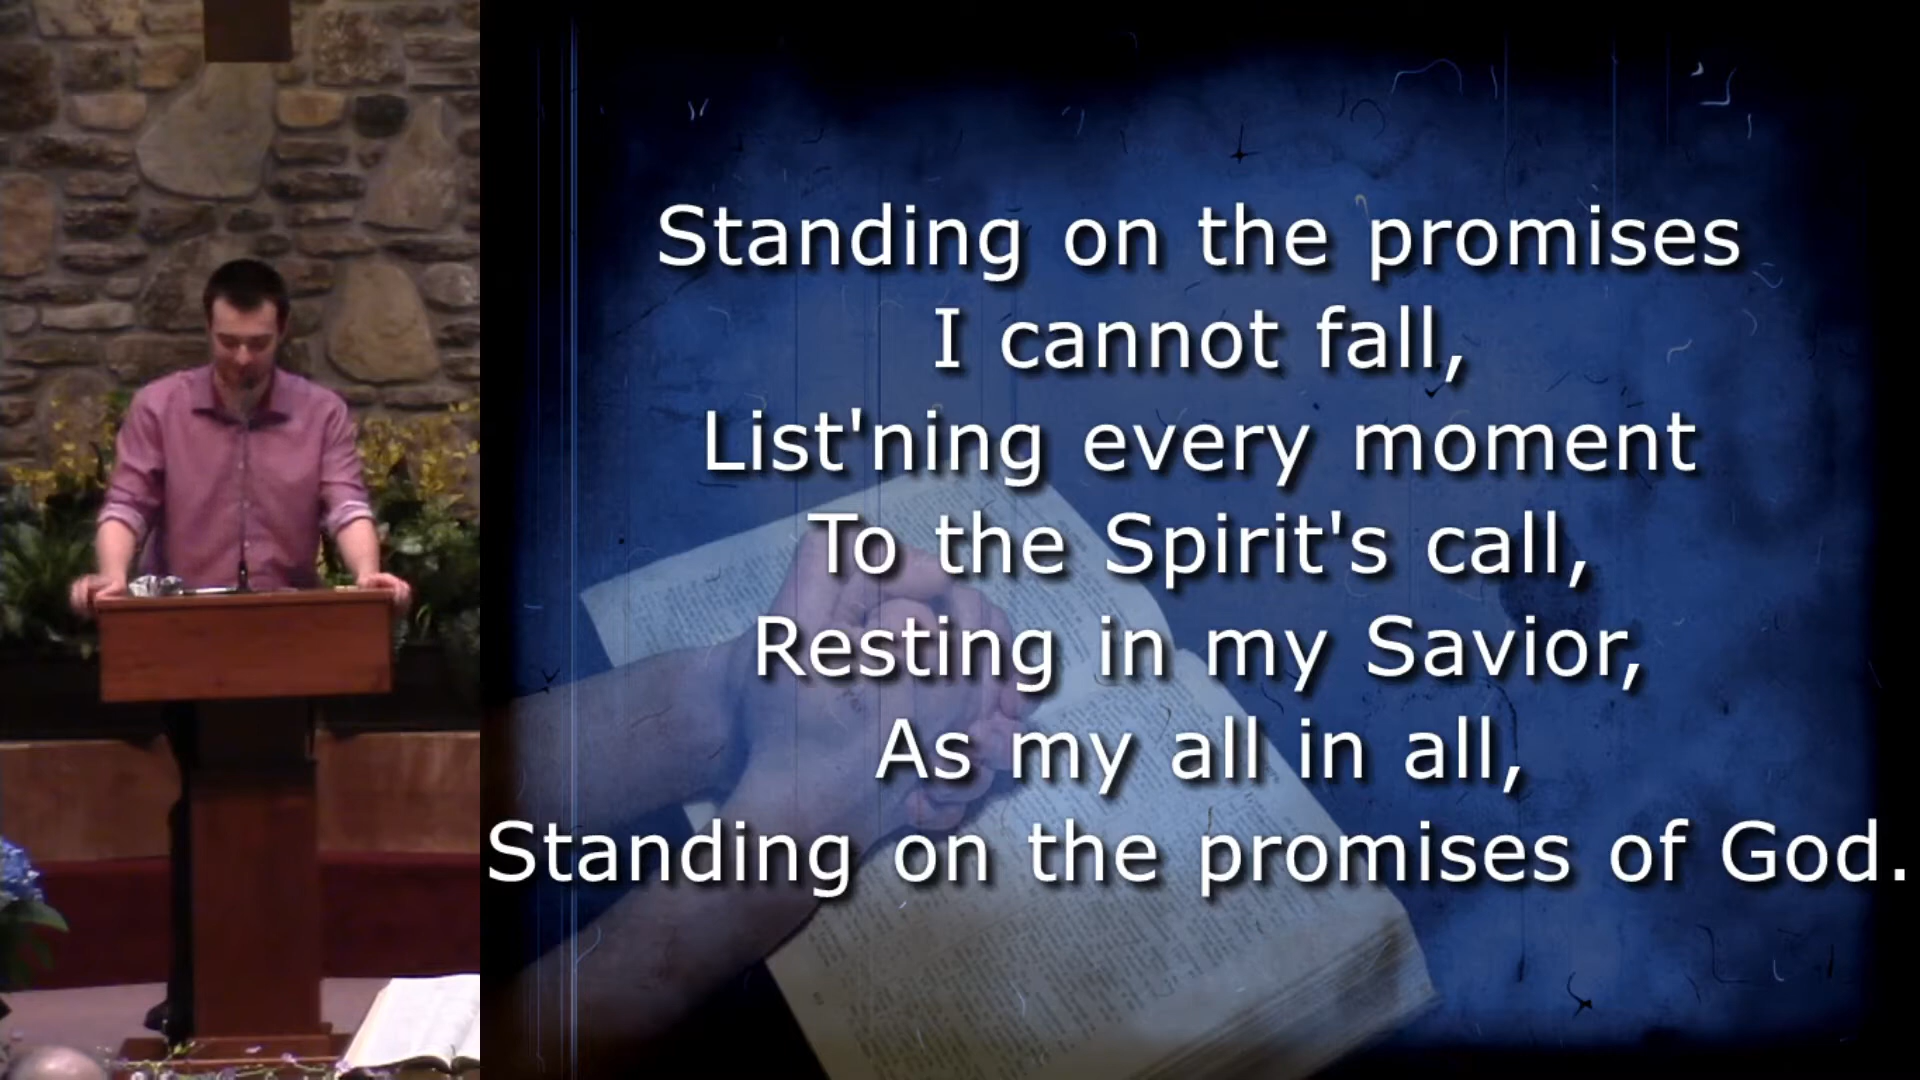 Standing on the promises
I cannot fall,
List'ning every moment
To the Spirit's call,
Resting in my Savior,
As my all in all,
Standing on the promises of God.